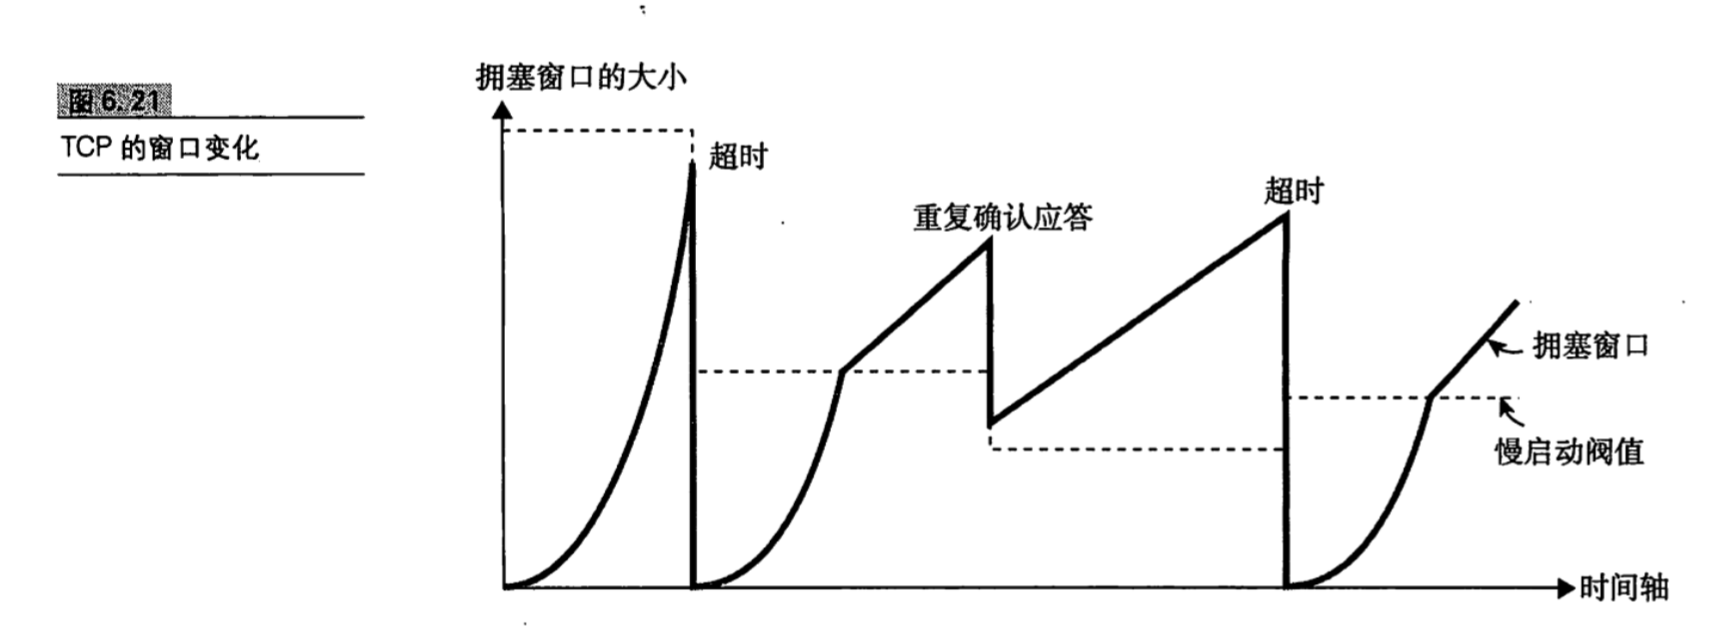 图6.21
TCP 的窗口变化
拥塞窗口的大小
超时
重复确认应答
超时
拥塞窗口
慢启动阀值
时间轴